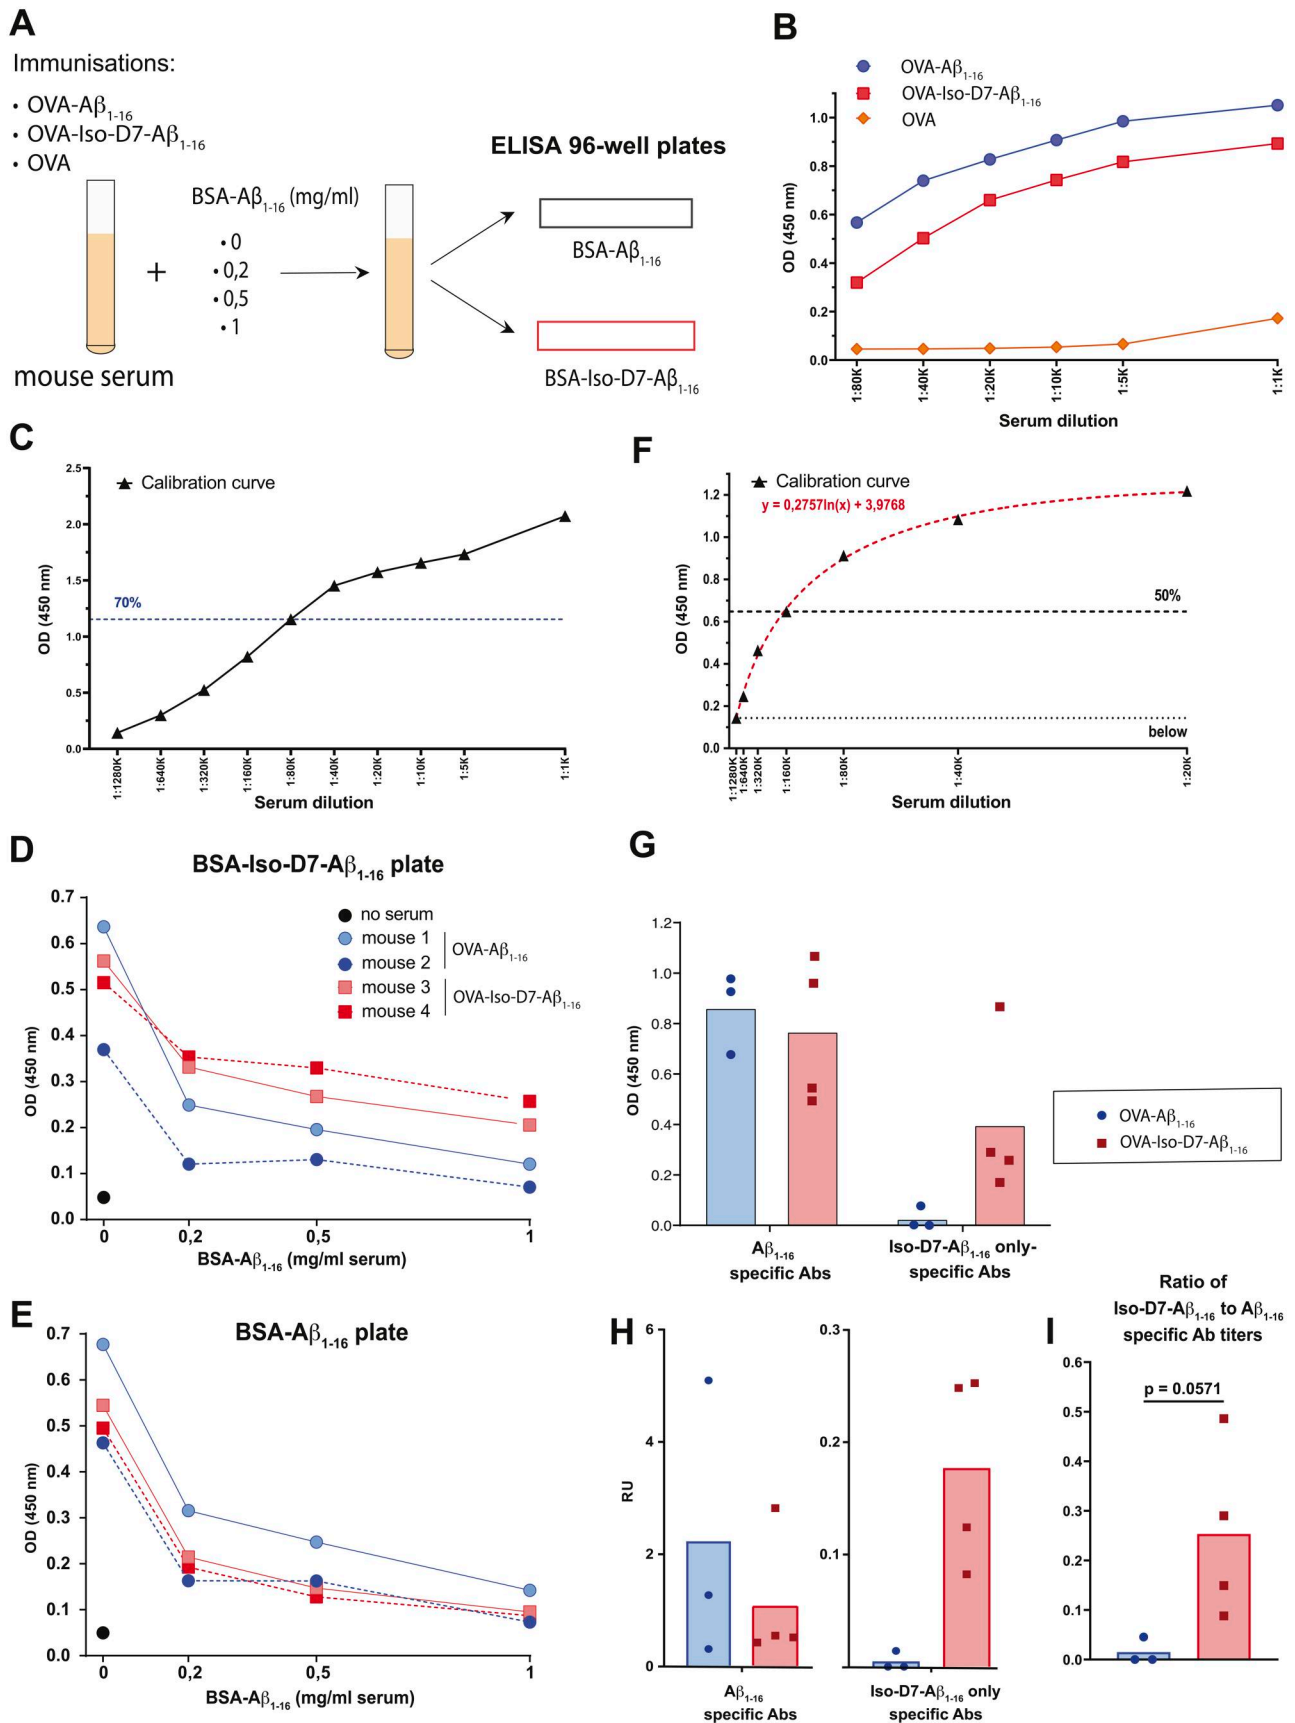 A
Immunisations:
• OVA-Aβ1-16
• OVA-Iso-D7-Aβ1-16
• OVA
BSA-Aβ1-16 (mg/ml)
• 0
• 0,2
• 0,5
• 1
+
mouse serum
ELISA 96-well plates
BSA-Aβ1-16
BSA-Iso-D7-Aβ1-16
B
OVA-Aβ1-16
OVA-Iso-D7-Aβ1-16
OVA
OD (450 nm)
1.0
0.8
0.6
0.4
0.2
0.0
1:80K 1:40K 1:20K 1:10K 1:5K 1:1K
Serum dilution
C
Calibration curve
70%
OD (450 nm)
2.5
2.0
1.5
1.0
0.5
0.0
1:1280K 1:640K 1:320K 1:160K 1:80K 1:40K 1:20K 1:10K 1:5K 1:1K
Serum dilution
F
Calibration curve
y = 0,2757ln(x) + 3,9768
50%
below
OD (450 nm)
1.2
1.0
0.8
0.6
0.4
0.2
0.0
1:1280K 1:640K 1:320K 1:160K 1:80K 1:40K 1:20K
Serum dilution
D
BSA-Iso-D7-Aβ1-16 plate
no serum
mouse 1
mouse 2
OVA-Aβ1-16
mouse 3
mouse 4
OVA-Iso-D7-Aβ1-16
OD (450 nm)
0.7
0.6
0.5
0.4
0.3
0.2
0.1
0.0
0 0,2 0,5 1
BSA-Aβ1-16 (mg/ml serum)
G
OD (450 nm)
1.2
1.0
0.8
0.6
0.4
0.2
0.0
Aβ1-16
specific Abs
Iso-D7-Aβ1-16 only-
specific Abs
OVA-Aβ1-16
OVA-Iso-D7-Aβ1-16
E
BSA-Aβ1-16 plate
OD (450 nm)
0.7
0.6
0.5
0.4
0.3
0.2
0.1
0.0
0 0,2 0,5 1
BSA-Aβ1-16 (mg/ml serum)
H
RU
6
4
2
0
Aβ1-16
specific Abs
0.3
0.2
0.1
Iso-D7-Aβ1-16 only
specific Abs
I
Ratio of
Iso-D7-Aβ1-16 to Aβ1-16
specific Ab titers
p = 0.0571
0.6
0.5
0.4
0.3
0.2
0.1
0.0